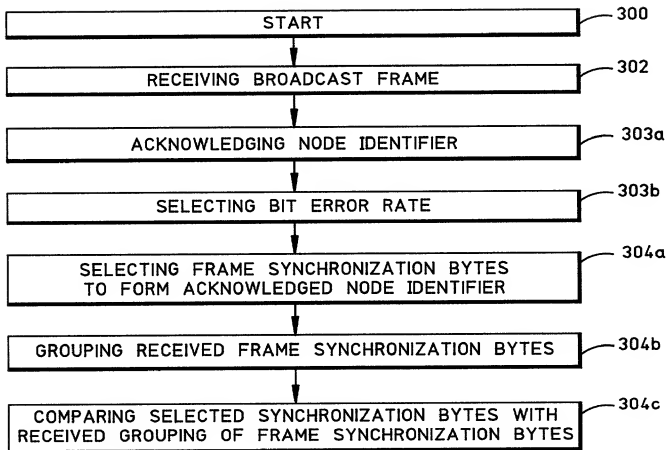 START
300
RECEIVING BROADCAST FRAME
302
ACKNOWLEDGING NODE IDENTIFIER
303a
SELECTING BIT ERROR RATE
303b
SELECTING FRAME SYNCHRONIZATION BYTES
TO FORM ACKNOWLEDGED NODE IDENTIFIER
304a
GROUPING RECEIVED FRAME SYNCHRONIZATION BYTES
304b
COMPARING SELECTED SYNCHRONIZATION BYTES WITH
RECEIVED GROUPING OF FRAME SYNCHRONIZATION BYTES
304c